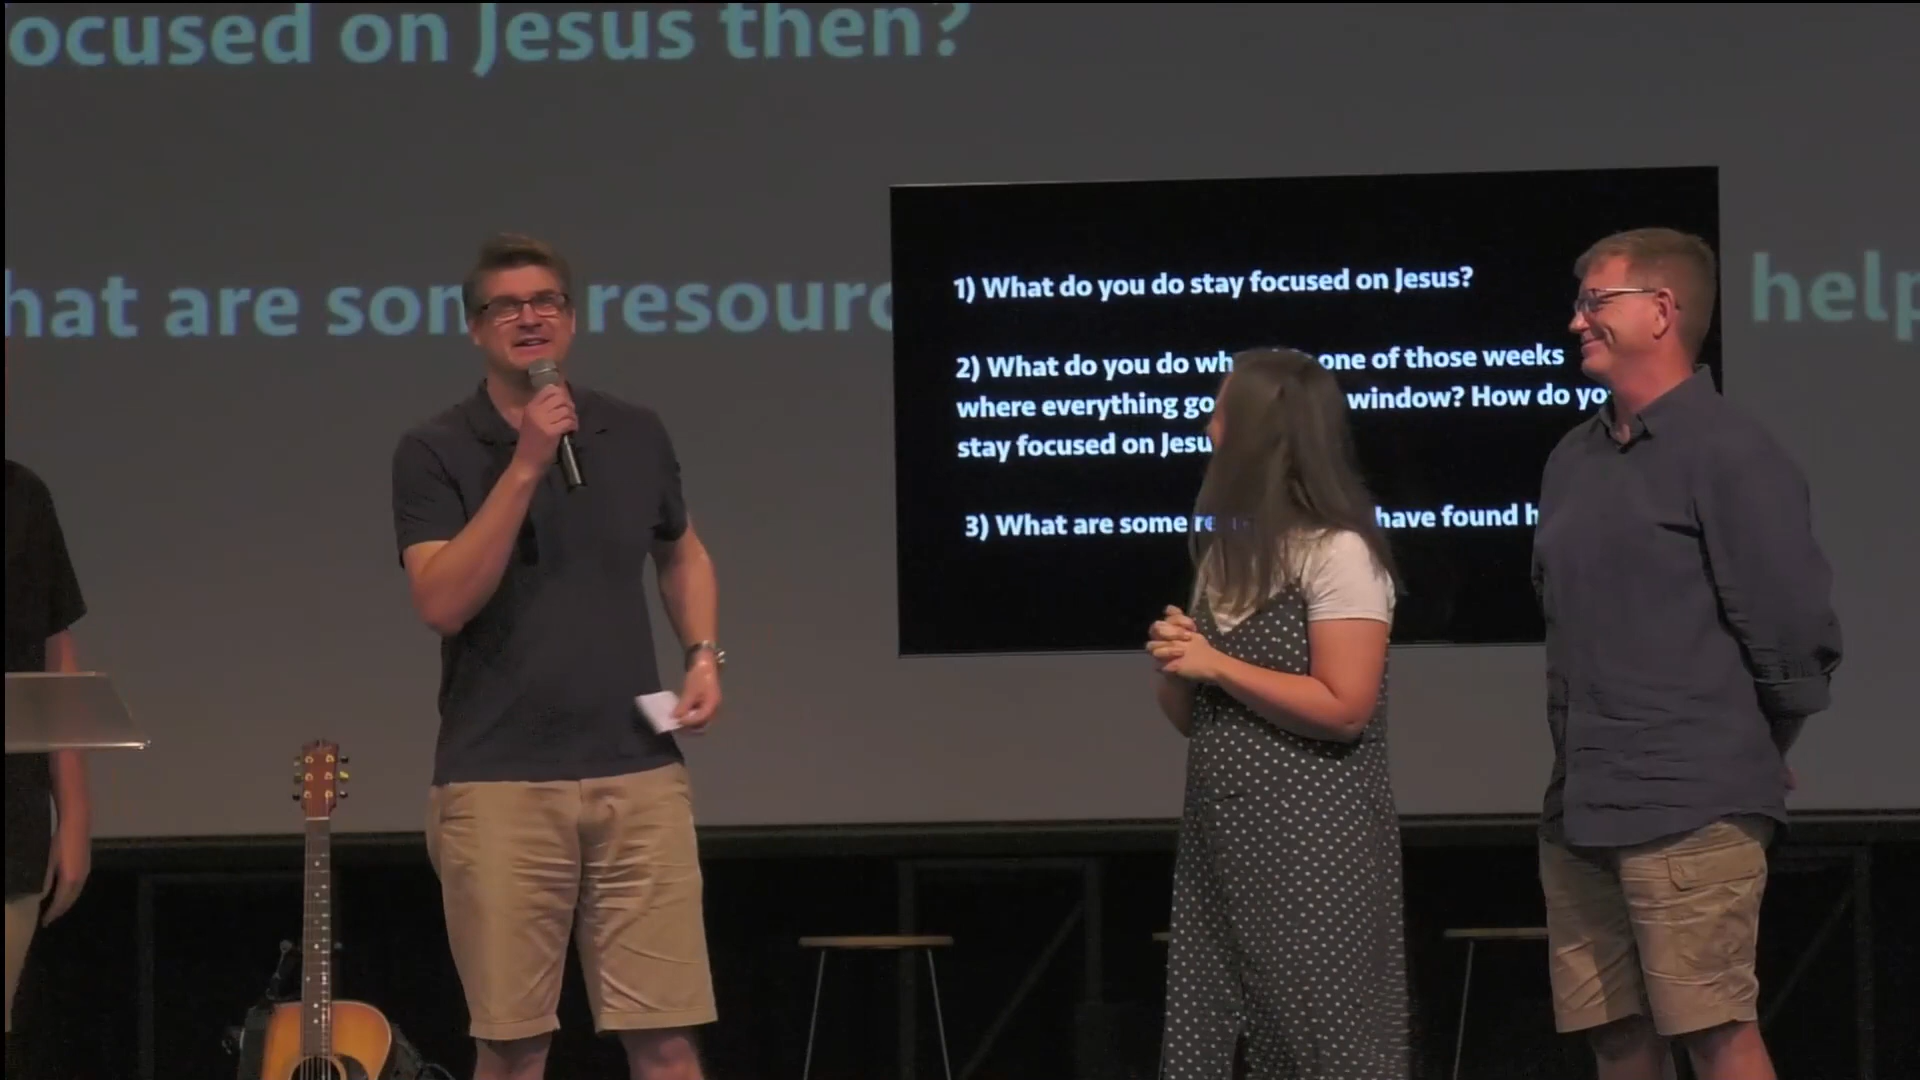 ocused on Jesus then?
hat are som resourc help
1) What do you do stay focused on Jesus?
2) What do you do wh one of those weeks
where everything go window? How do yo
stay focused on Jesu
3) What are some re have found h